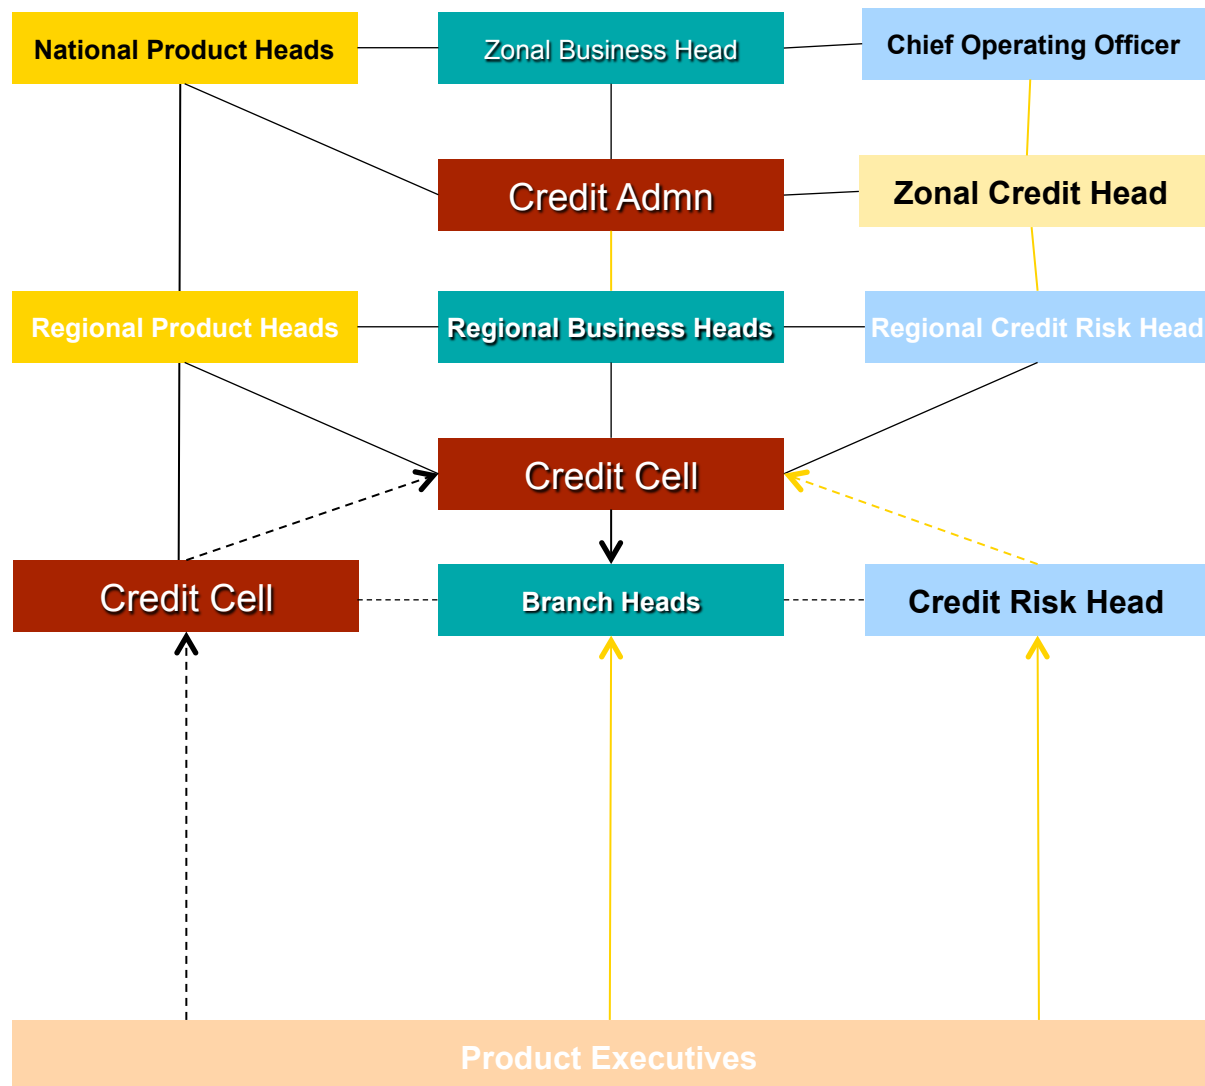 National Product Heads
Zonal Business Head
Chief Operating Officer
Credit Admn
Zonal Credit Head
Regional Product Heads
Regional Business Heads
Regional Credit Risk Head
Credit Cell
Credit Cell
Branch Heads
Credit Risk Head
Product Executives